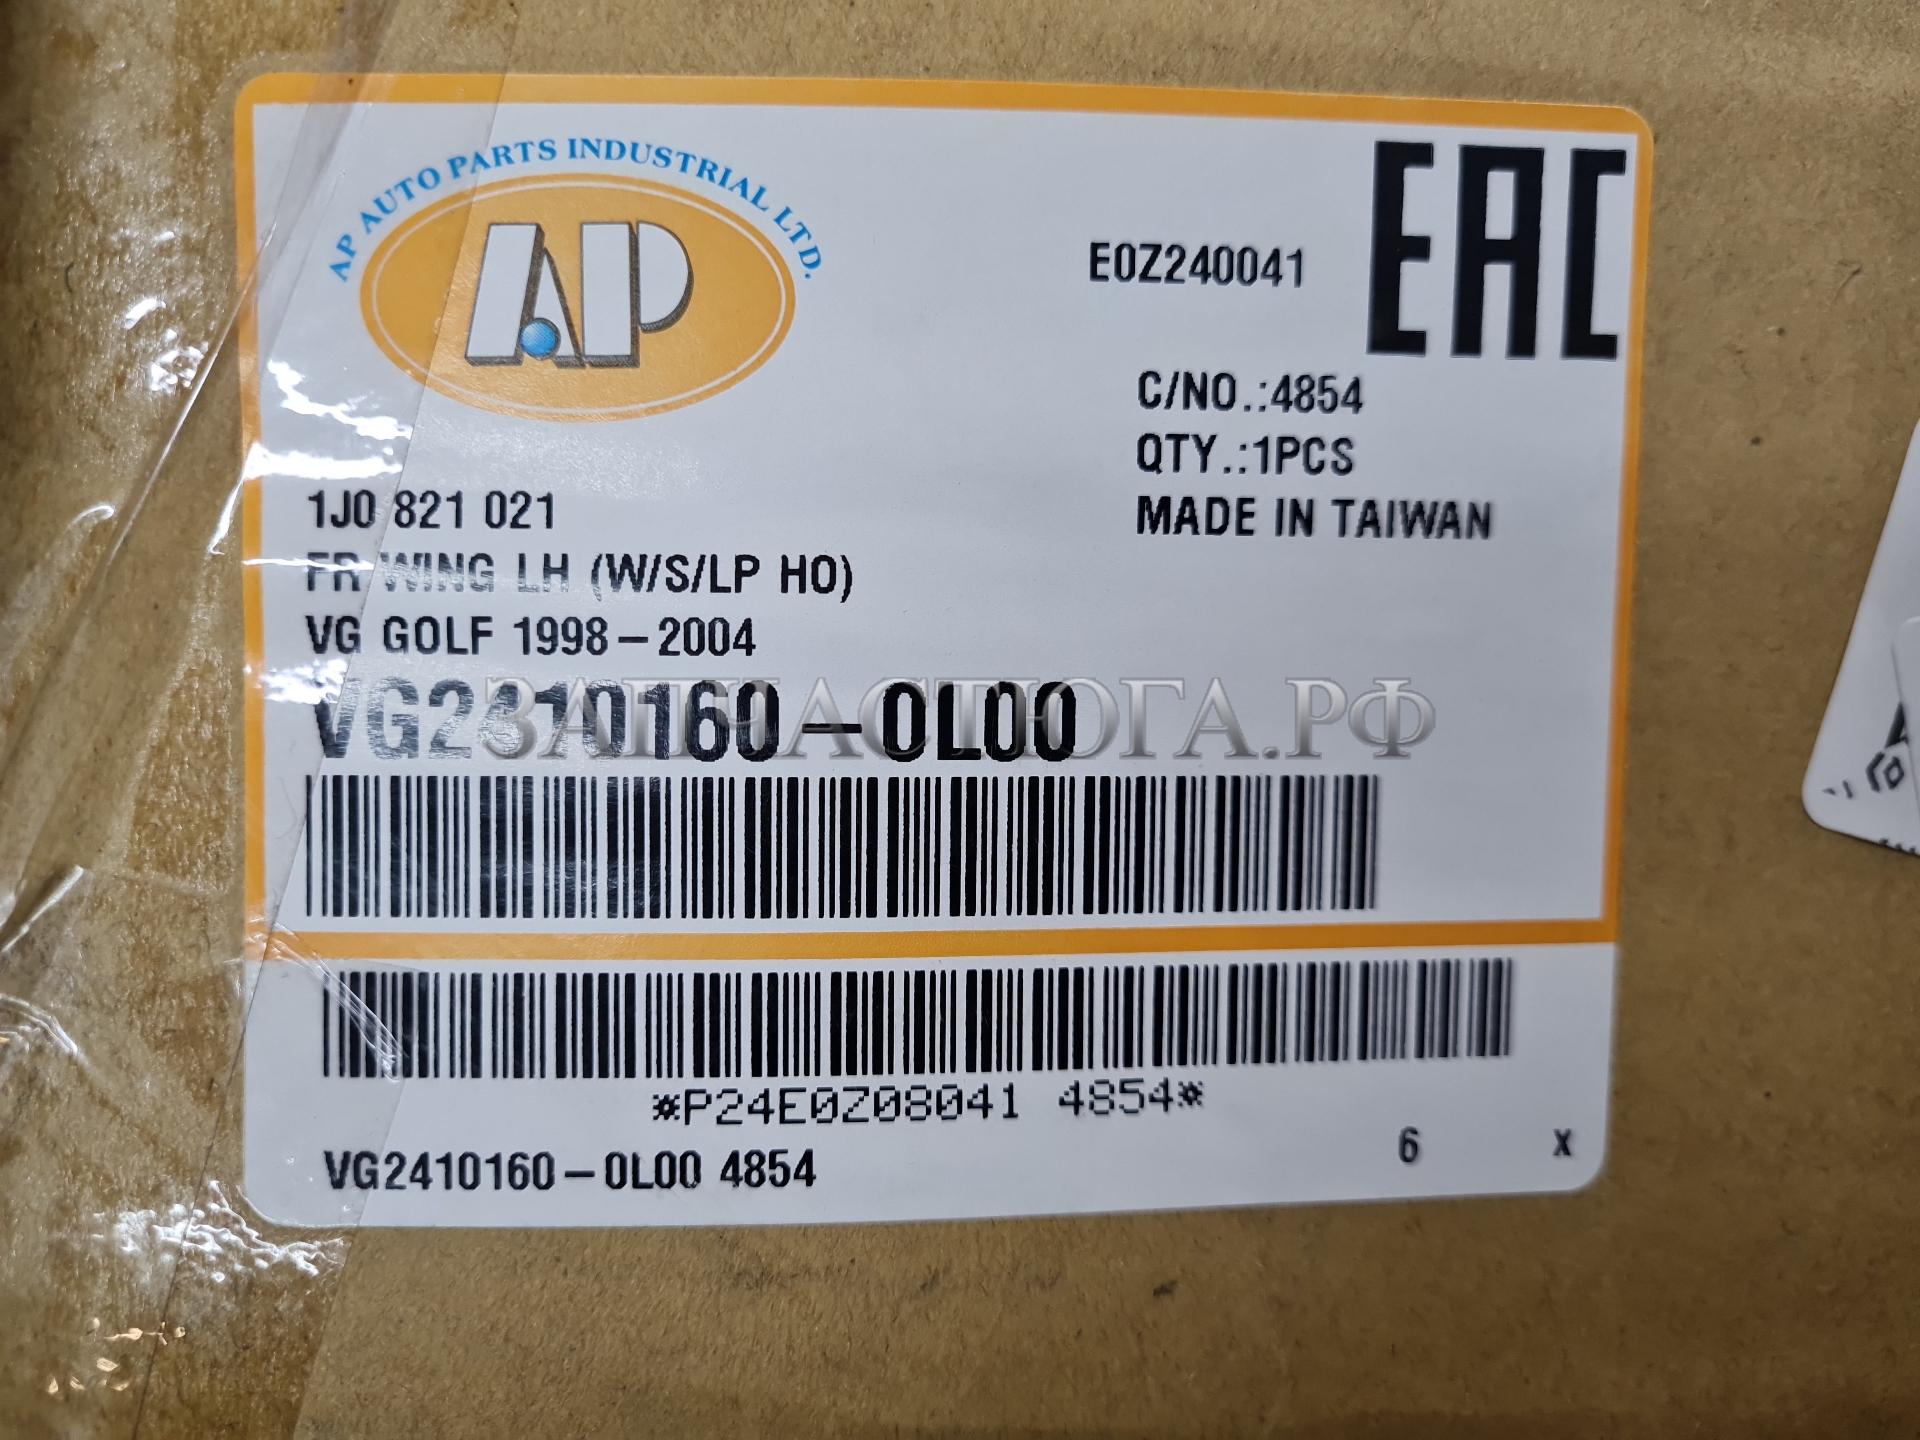 AP AUTO PARTS INDUSTRIAL LTD.
AP
E0Z240041
EAC
C/NO.:4854
QTY.:1PCS
MADE IN TAIWAN
1J0 821 021
FR WING LH (W/S/LP HO)
VG GOLF 1998-2004
VG2410160-0L00
ЗАПЧАСТЮГА.РФ
*P24E0Z08041 4854*
VG2410160-0L00 4854
6 X